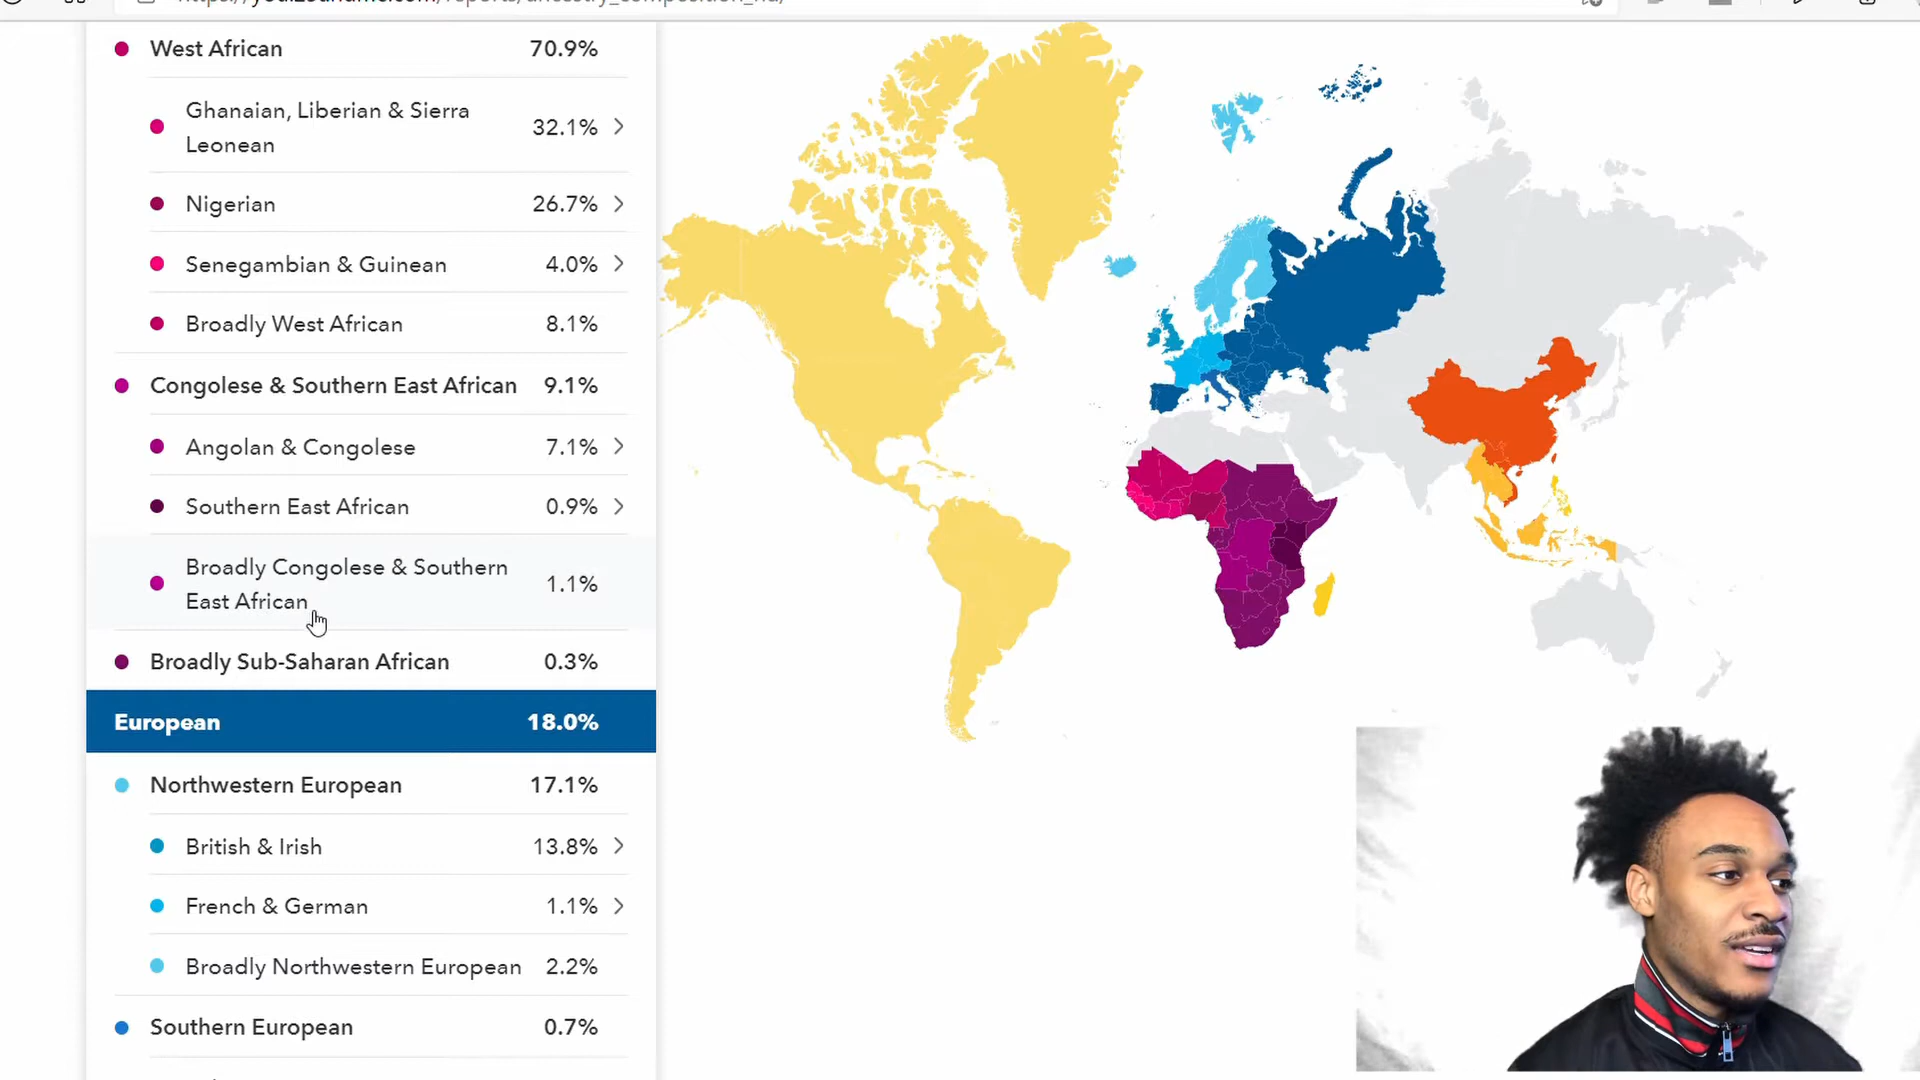 West African 70.9%
Ghanaian, Liberian & Sierra
Leonean 32.1%
Nigerian 26.7%
Senegambian & Guinean 4.0%
Broadly West African 8.1%
Congolese & Southern East African 9.1%
Angolan & Congolese 7.1%
Southern East African 0.9%
Broadly Congolese & Southern
East African 1.1%
Broadly Sub-Saharan African 0.3%
European 18.0%
Northwestern European 17.1%
British & Irish 13.8%
French & German 1.1%
Broadly Northwestern European 2.2%
Southern European 0.7%